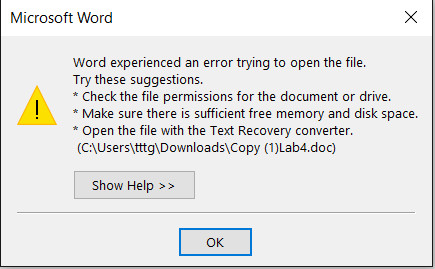 Microsoft Word
Word experienced an error trying to open the file.
Try these suggestions.
* Check the file permissions for the document or drive.
* Make sure there is sufficient free memory and disk space.
* Open the file with the Text Recovery converter.
(C:\Users\tttg\Downloads\Copy (1)Lab4.doc)
Show Help >>
OK